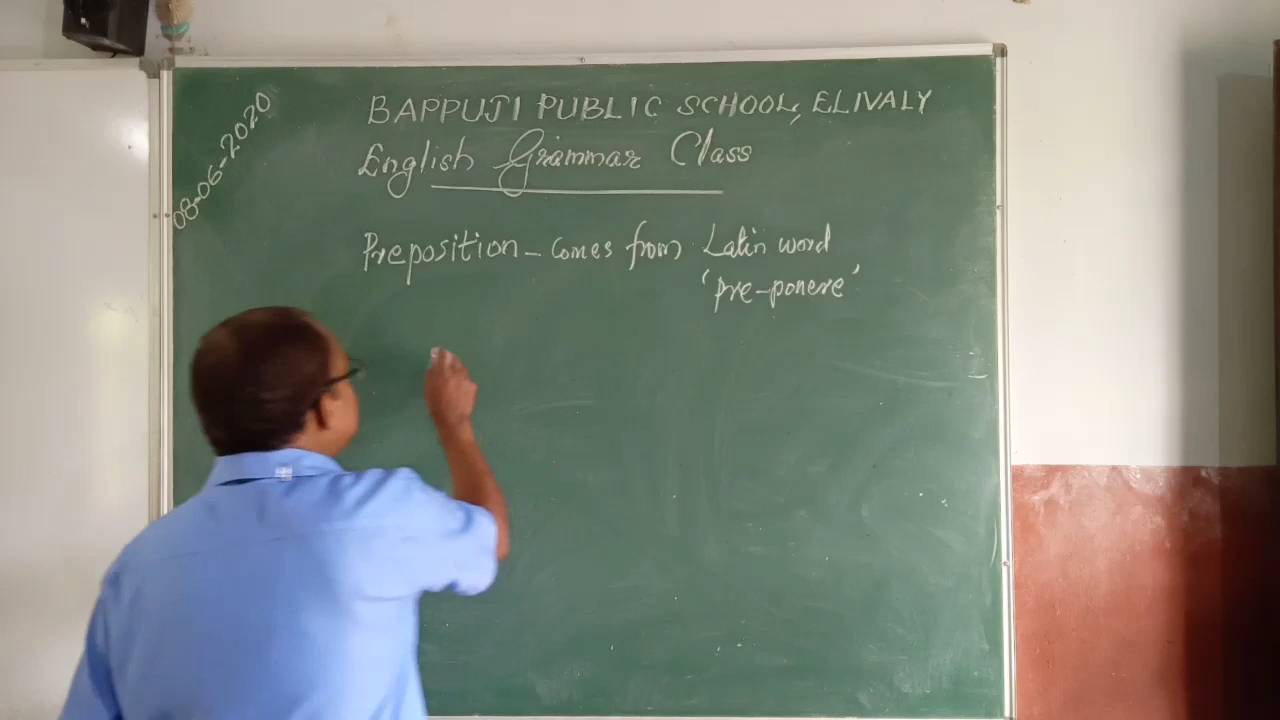 08-06-2020
BAPPUJI PUBLIC SCHOOL, ELIVALY
English Grammar Class
Preposition - comes from Latin word
'pre-ponere'